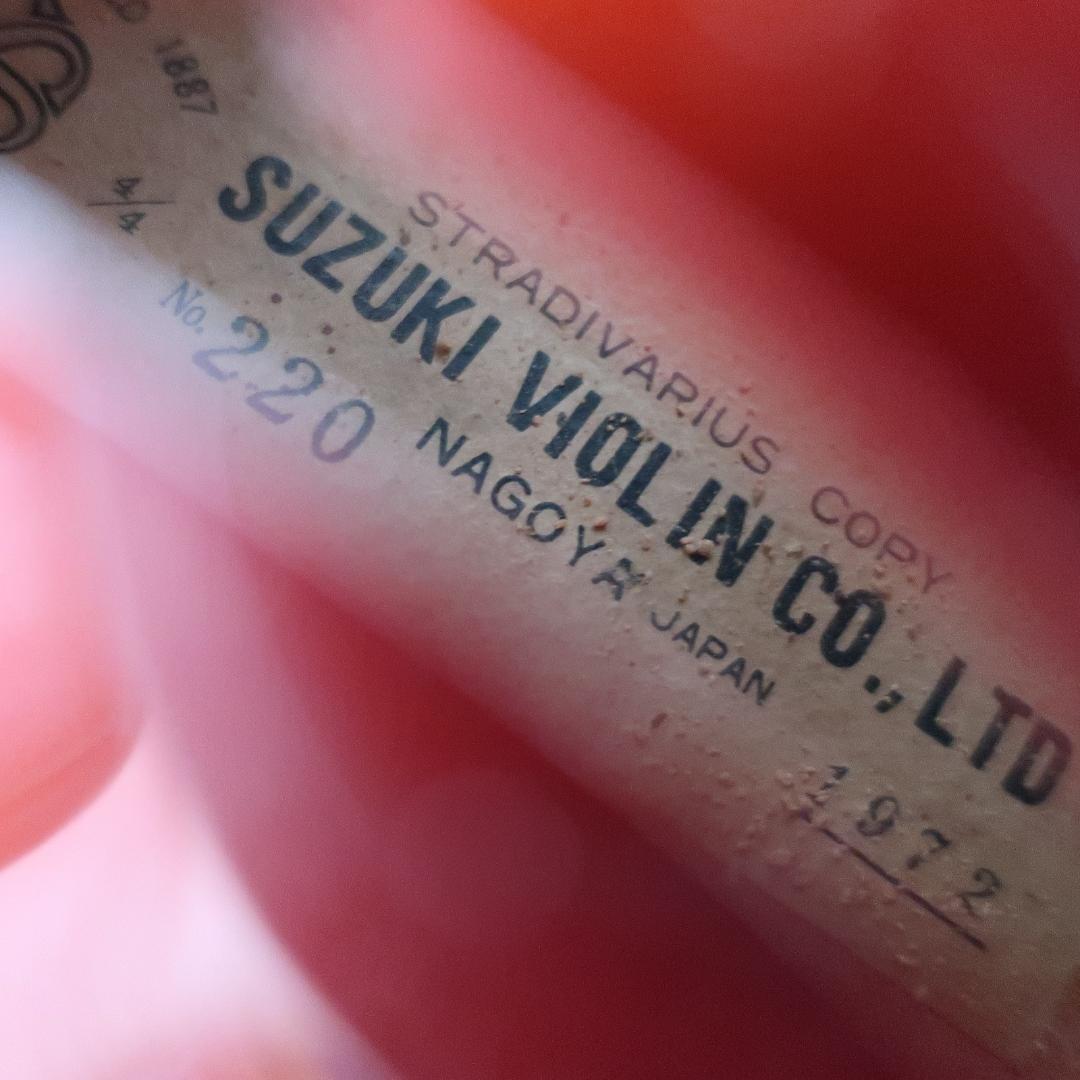 1887
4/4
STRADIVARIUS COPY
SUZUKI VIOLIN CO., LTD
No. 220
NAGOYA JAPAN
1972